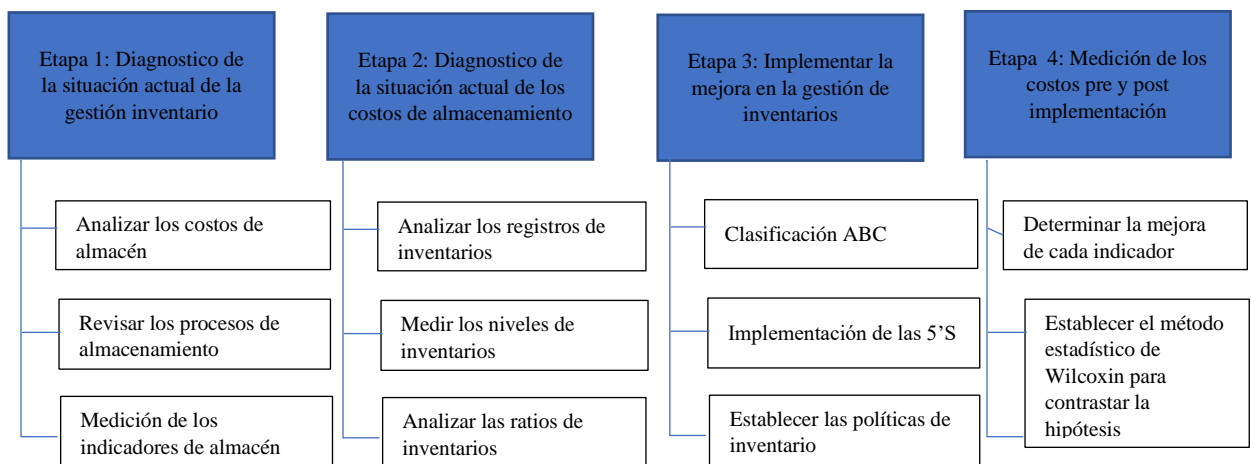 Etapa 1: Diagnostico de
la situación actual de la
gestión inventario
Analizar los costos de
almacén
Revisar los procesos de
almacenamiento
Medición de los
indicadores de almacén
Etapa 2: Diagnostico de
la situación actual de los
costos de almacenamiento
Analizar los registros de
inventarios
Medir los niveles de
inventarios
Analizar las ratios de
inventarios
Etapa 3: Implementar la
mejora en la gestión de
inventarios
Clasificación ABC
Implementación de las 5’S
Establecer las políticas de
inventario
Etapa 4: Medición de los
costos pre y post
implementación
Determinar la mejora
de cada indicador
Establecer el método
estadístico de
Wilcoxin para
contrastar la
hipótesis